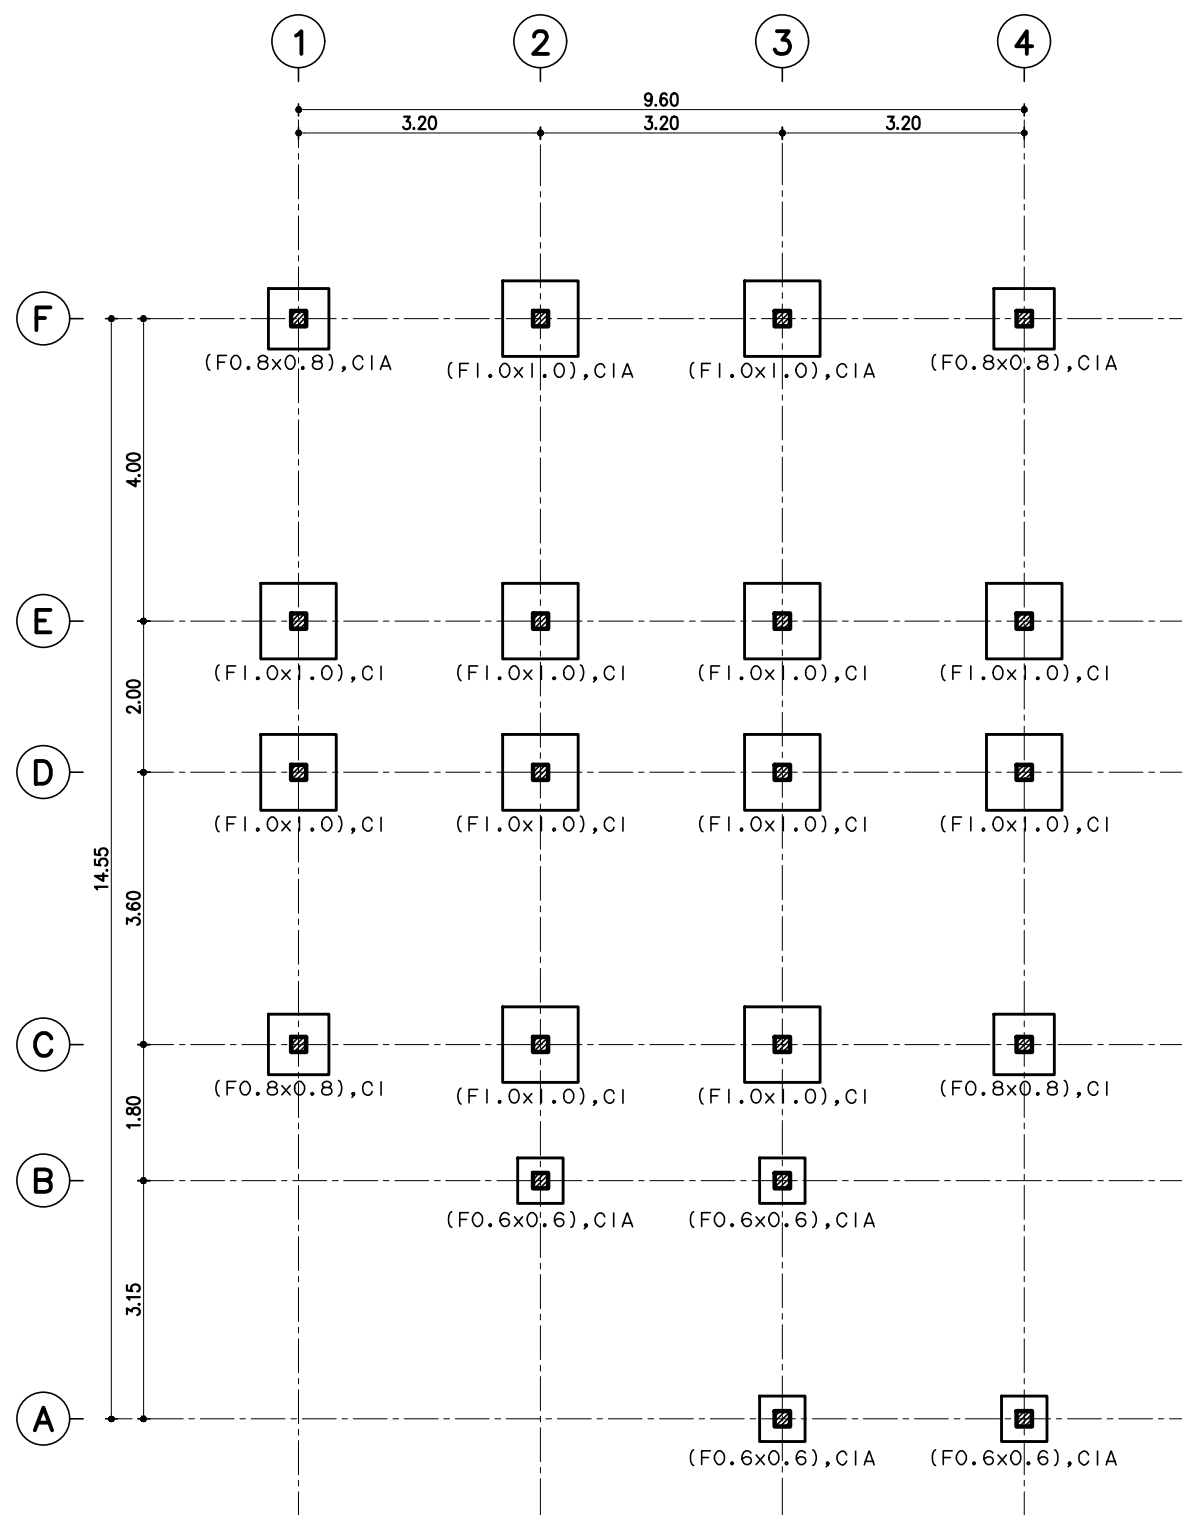 1 2 3 4
9.60
3.20 3.20 3.20
F
(F0.8x0.8),C1A (F1.0x1.0),C1A (F1.0x1.0),C1A (F0.8x0.8),C1A
4.00
E
(F1.0x1.0),C1 (F1.0x1.0),C1 (F1.0x1.0),C1 (F1.0x1.0),C1
2.00
D
(F1.0x1.0),C1 (F1.0x1.0),C1 (F1.0x1.0),C1 (F1.0x1.0),C1
14.55
3.60
C
(F0.8x0.8),C1 (F1.0x1.0),C1 (F1.0x1.0),C1 (F0.8x0.8),C1
1.80
B
(F0.6x0.6),C1A (F0.6x0.6),C1A
3.15
A
(F0.6x0.6),C1A (F0.6x0.6),C1A